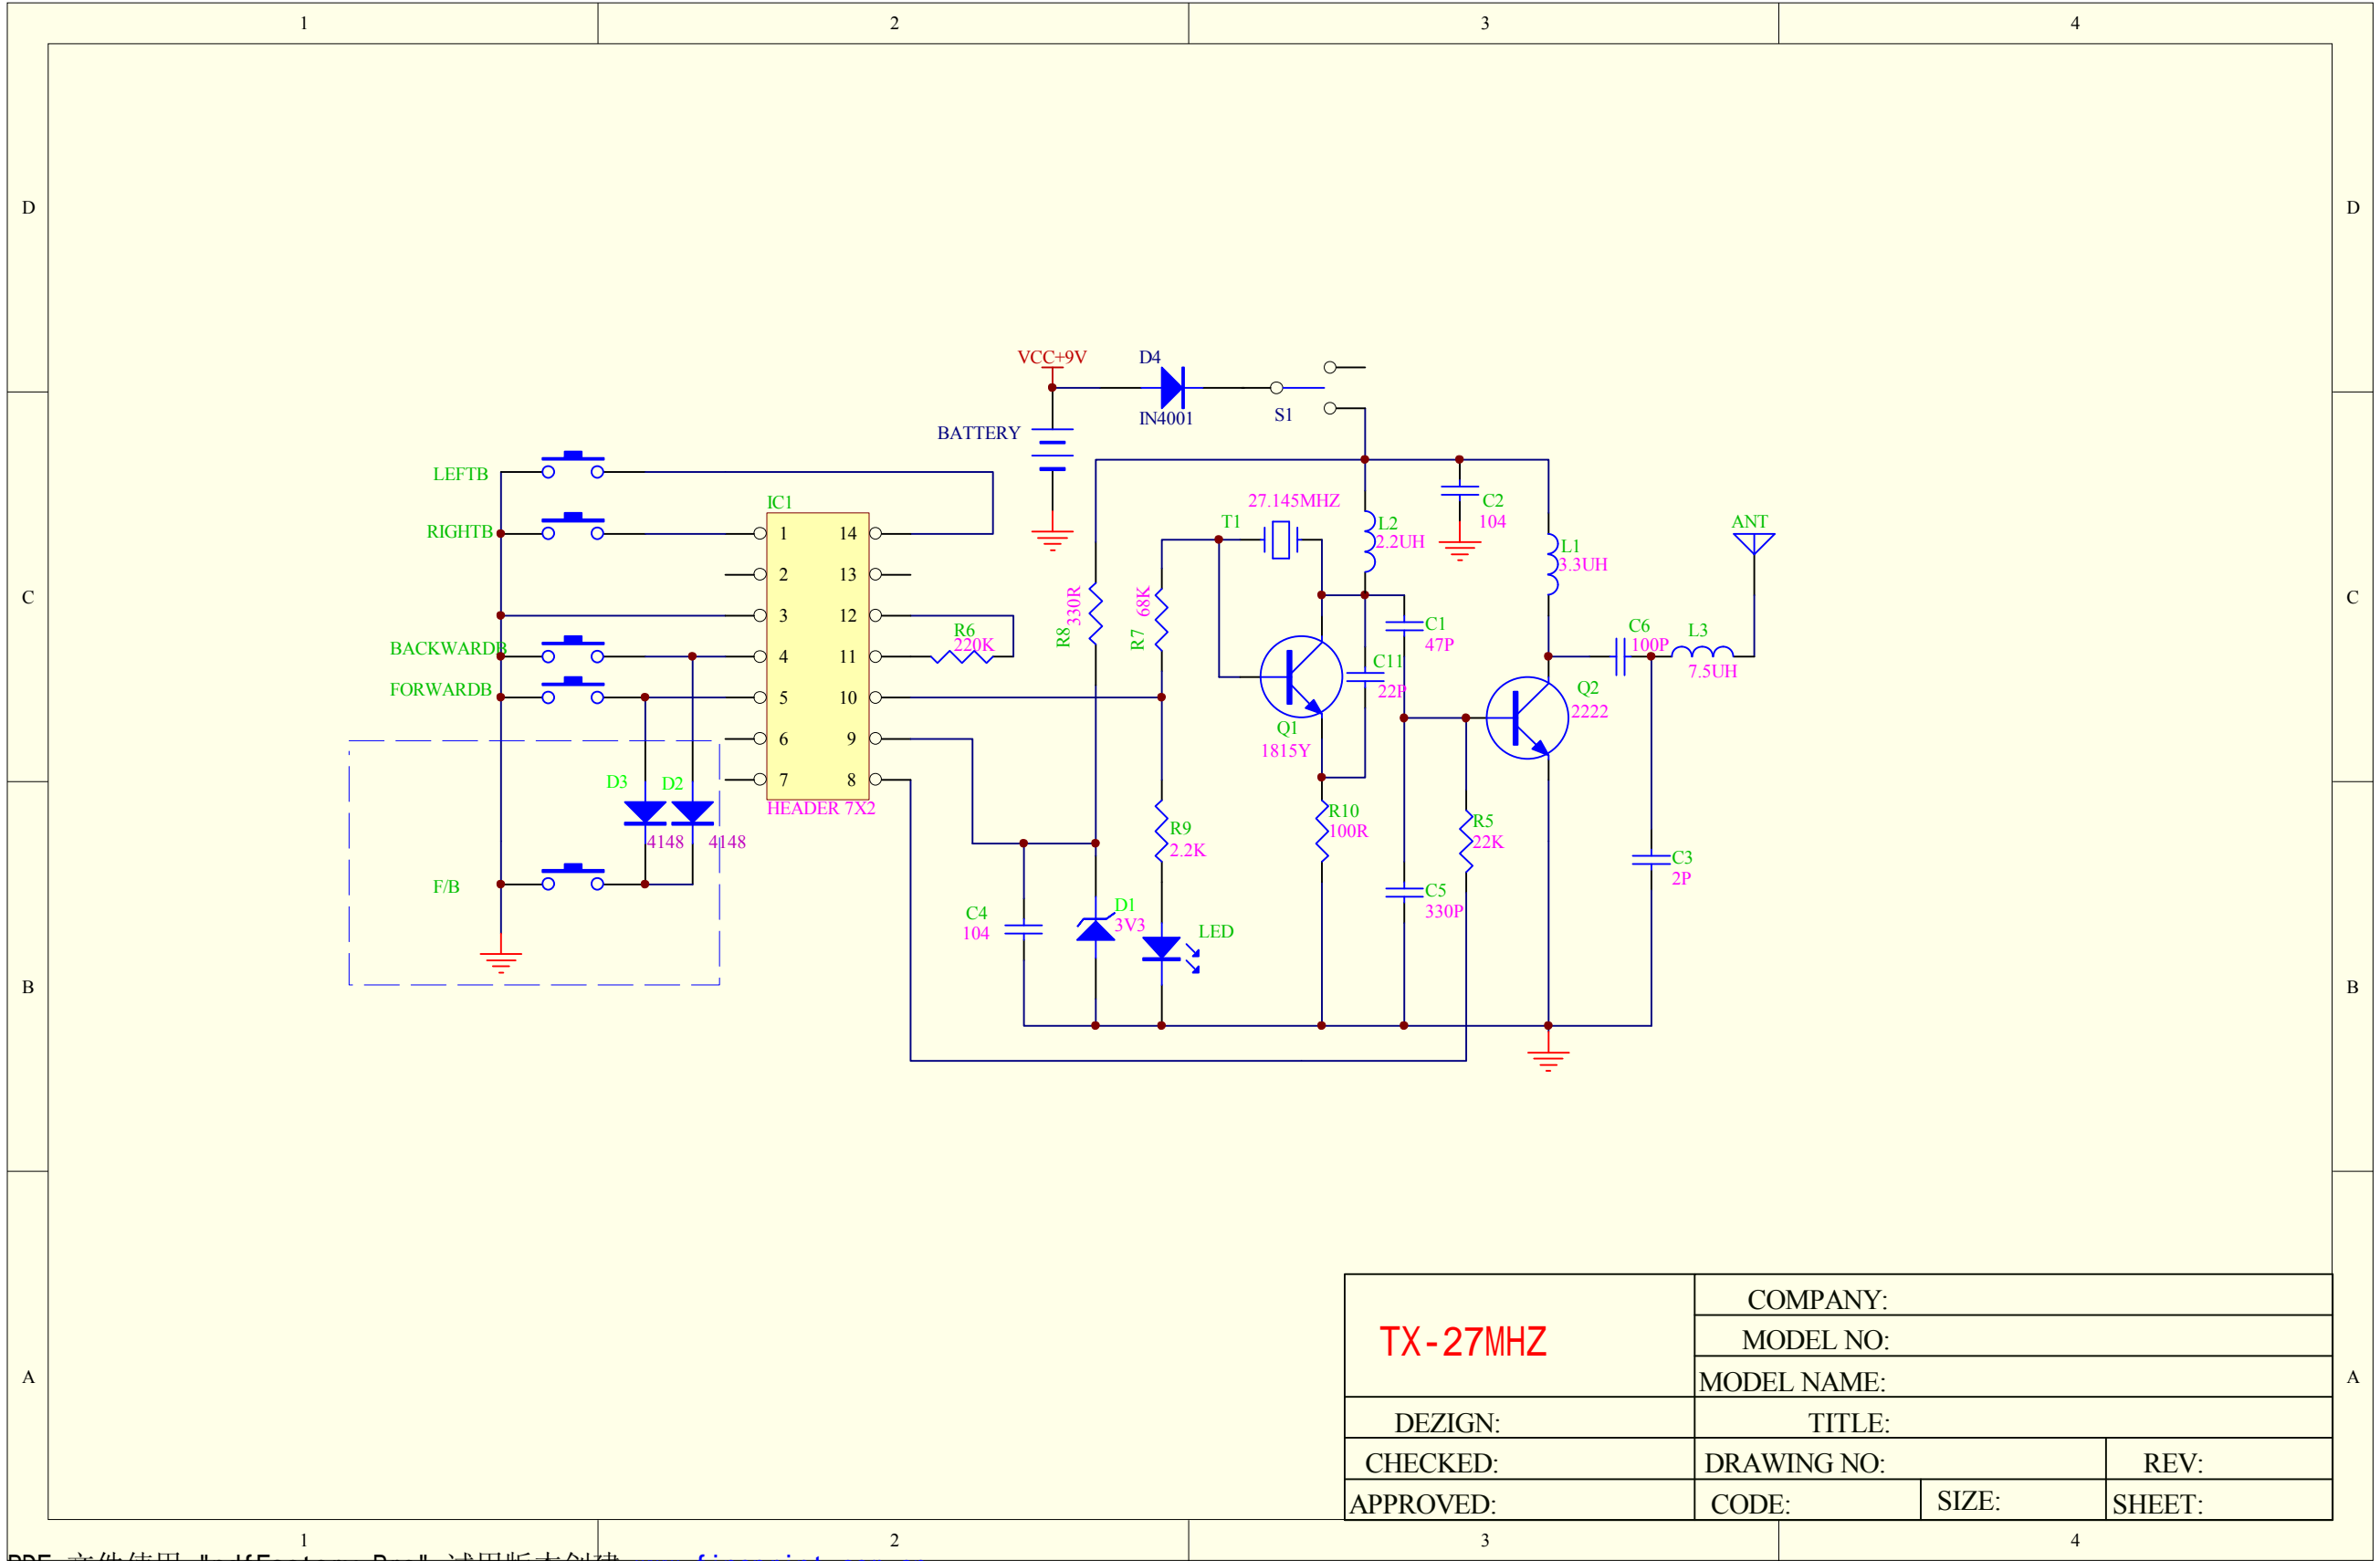 1 2 3 4
D D
VCC+9V D4
IN4001 S1
BATTERY
LEFTB
IC1 27.145MHZ C2
RIGHTB 1 14 T1 L2 104 ANT
2.2UH L1
2 13 3.3UH
C C
330R 68K
3 12 R6 R8 R7 C1 C6 L3
BACKWARDB 4 11 220K 47P 100P 7.5UH
C11
FORWARDB 5 10 22P Q2
2222
6 9 Q1
1815Y
D3 D2 7 8
HEADER 7X2 R10 R5
4148 4148 R9 100R 22K C3
2.2K 2P
F/B C5
C4 D1 330P
104 3V3 LED
B B
COMPANY:
TX-27MHZ MODEL NO:
A MODEL NAME: A
DEZIGN: TITLE:
CHECKED: DRAWING NO: REV:
APPROVED: CODE: SIZE: SHEET:
1 2 3 4